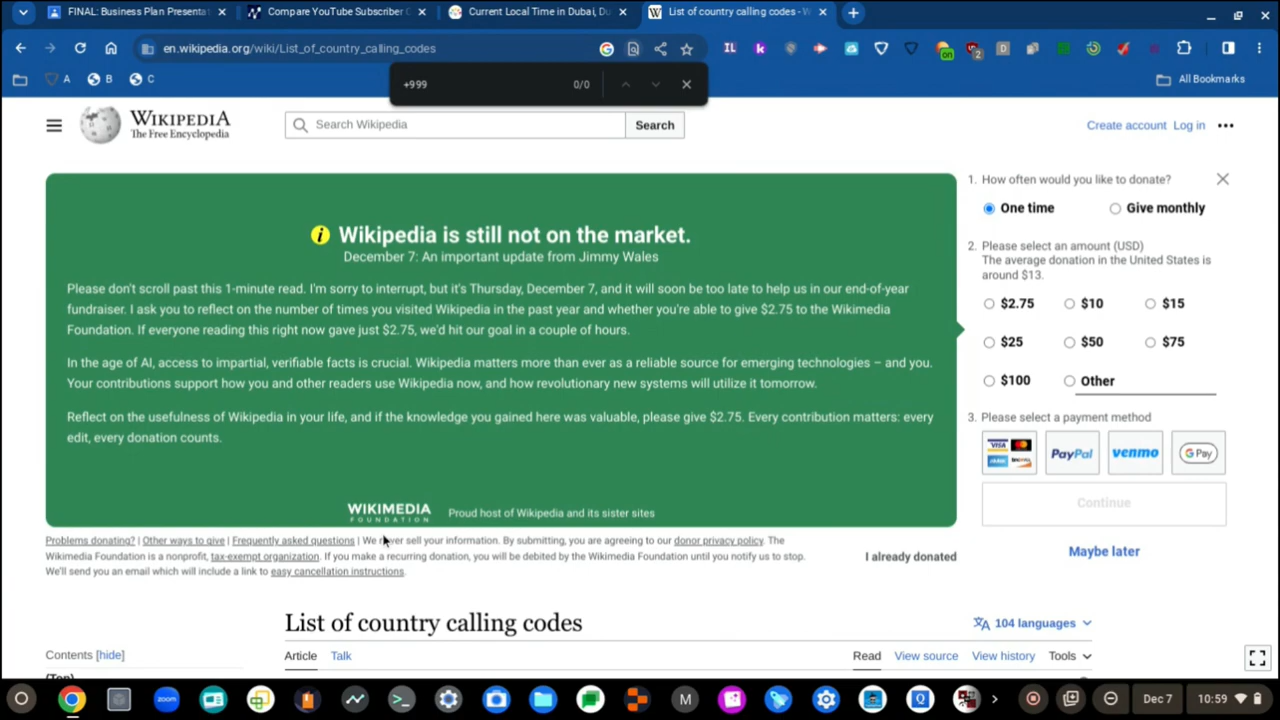 FINAL: Business Plan Presentat
Compare YouTube Subscriber C
Current Local Time in Dubai, Du
List of country calling codes - W
en.wikipedia.org/wiki/List_of_country_calling_codes
A
B
C
All Bookmarks
+999
0/0
WIKIPEDIA
The Free Encyclopedia
Search Wikipedia
Search
Create account
Log in
Wikipedia is still not on the market.
December 7: An important update from Jimmy Wales
Please don't scroll past this 1-minute read. I'm sorry to interrupt, but it's Thursday, December 7, and it will soon be too late to help us in our end-of-year
fundraiser. I ask you to reflect on the number of times you visited Wikipedia in the past year and whether you're able to give $2.75 to the Wikimedia
Foundation. If everyone reading this right now gave just $2.75, we'd hit our goal in a couple of hours.
In the age of AI, access to impartial, verifiable facts is crucial. Wikipedia matters more than ever as a reliable source for emerging technologies – and you.
Your contributions support how you and other readers use Wikipedia now, and how revolutionary new systems will utilize it tomorrow.
Reflect on the usefulness of Wikipedia in your life, and if the knowledge you gained here was valuable, please give $2.75. Every contribution matters: every
edit, every donation counts.
WIKIMEDIA
FOUNDATION
Proud host of Wikipedia and its sister sites
1. How often would you like to donate?
One time
Give monthly
2. Please select an amount (USD)
The average donation in the United States is
around $13.
$2.75
$10
$15
$25
$50
$75
$100
Other
3. Please select a payment method
VISA
PayPal
venmo
G Pay
Continue
Maybe later
Problems donating? | Other ways to give | Frequently asked questions | We never sell your information. By submitting, you are agreeing to our donor privacy policy. The
Wikimedia Foundation is a nonprofit, tax-exempt organization. If you make a recurring donation, you will be debited by the Wikimedia Foundation until you notify us to stop.
We'll send you an email which will include a link to easy cancellation instructions.
I already donated
List of country calling codes
104 languages
Contents [hide]
(Top)
Article
Talk
Read
View source
View history
Tools
zoom
M
Q
Dec 7
10:59